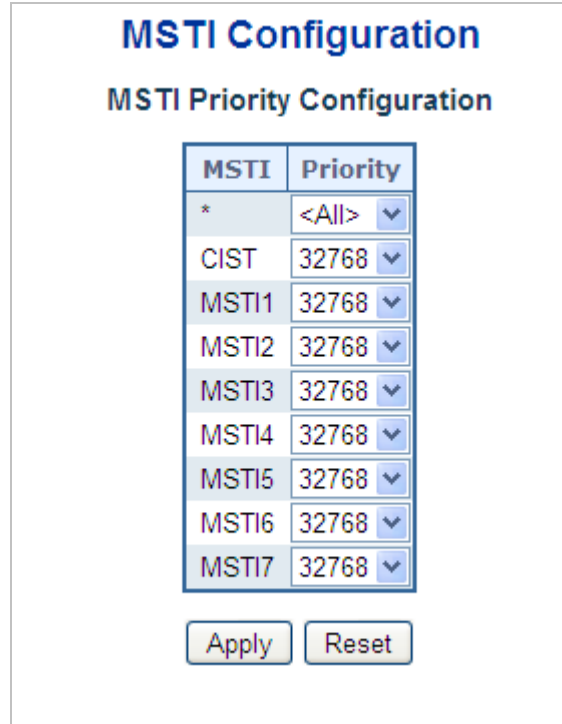 MSTI Configuration
MSTI Priority Configuration
MSTI Priority
* <All>
CIST 32768
MSTI1 32768
MSTI2 32768
MSTI3 32768
MSTI4 32768
MSTI5 32768
MSTI6 32768
MSTI7 32768
Apply Reset